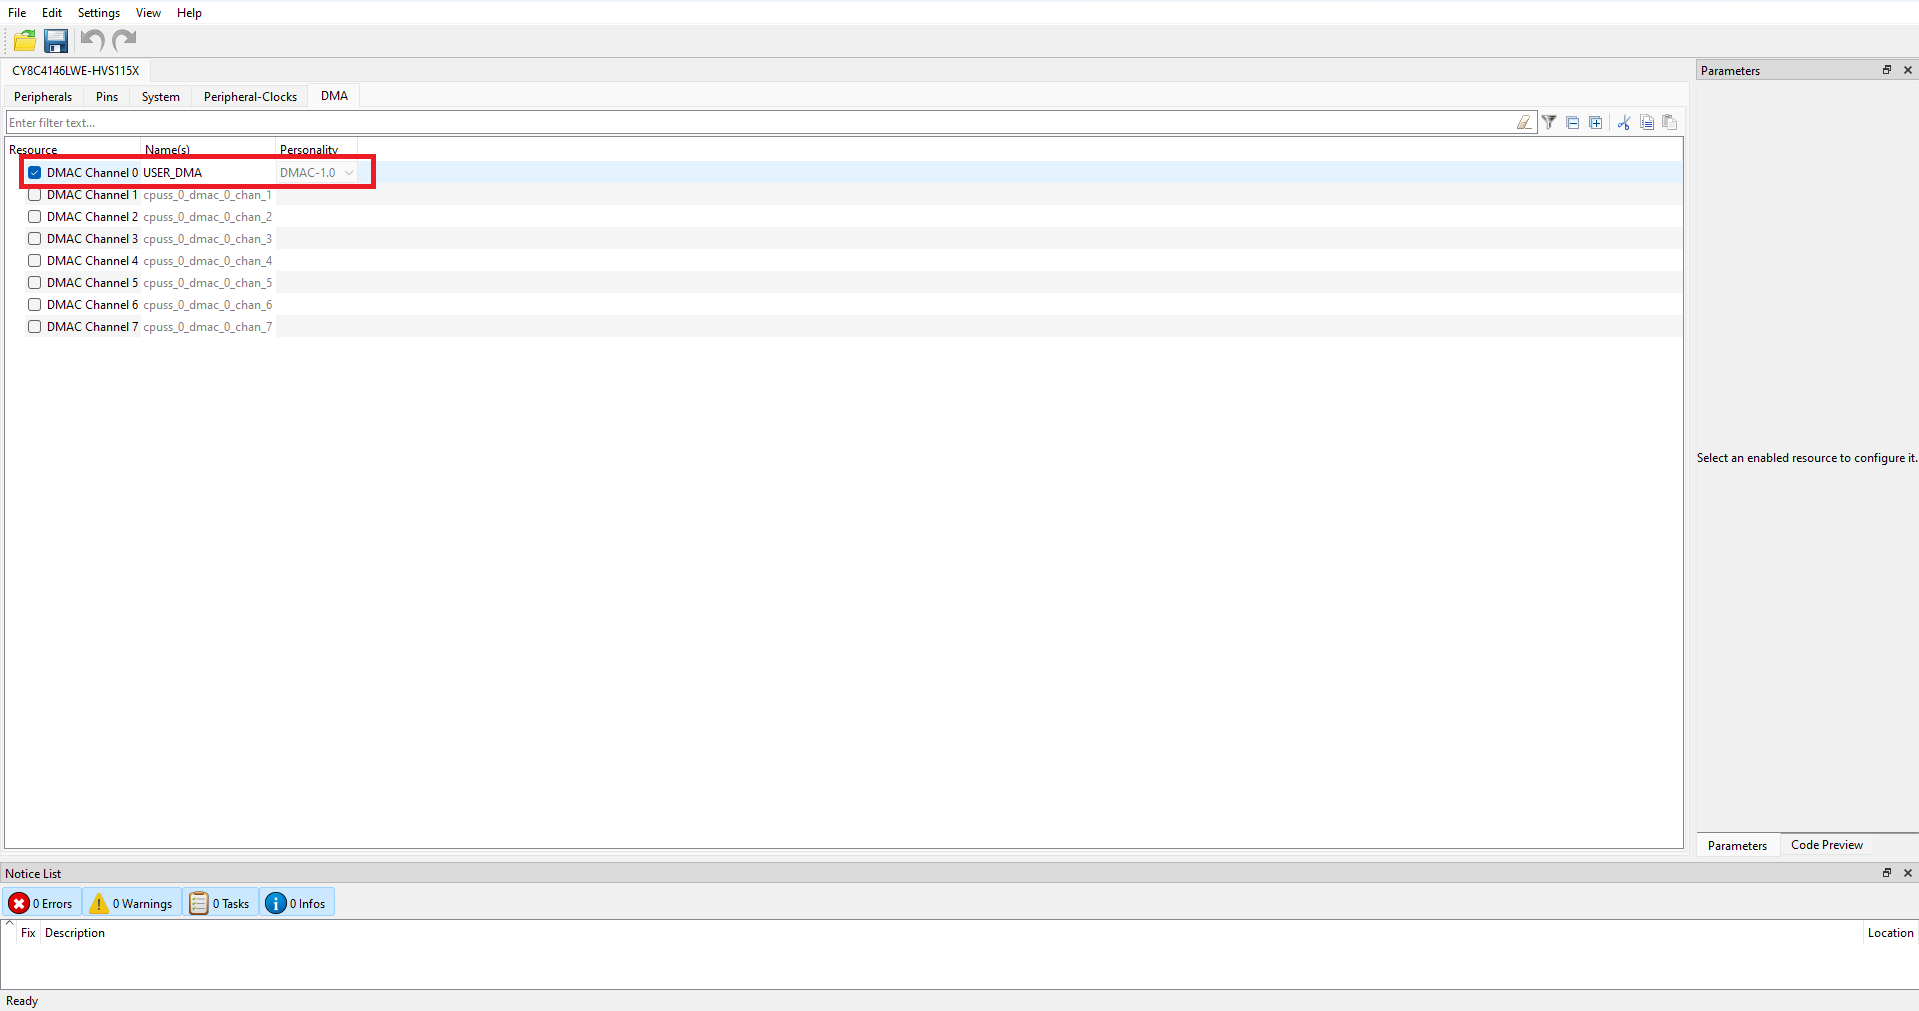 File Edit Settings View Help
CY8C4146LWE-HVS115X
Parameters
Peripherals Pins System Peripheral-Clocks DMA
Enter filter text...
Resource Name(s) Personality
DMAC Channel 0 USER_DMA DMAC-1.0
DMAC Channel 1 cpuss_0_dmac_0_chan_1
DMAC Channel 2 cpuss_0_dmac_0_chan_2
DMAC Channel 3 cpuss_0_dmac_0_chan_3
DMAC Channel 4 cpuss_0_dmac_0_chan_4
DMAC Channel 5 cpuss_0_dmac_0_chan_5
DMAC Channel 6 cpuss_0_dmac_0_chan_6
DMAC Channel 7 cpuss_0_dmac_0_chan_7
Select an enabled resource to configure it.
Parameters Code Preview
Notice List
0 Errors 0 Warnings 0 Tasks 0 Infos
Fix Description Location
Ready